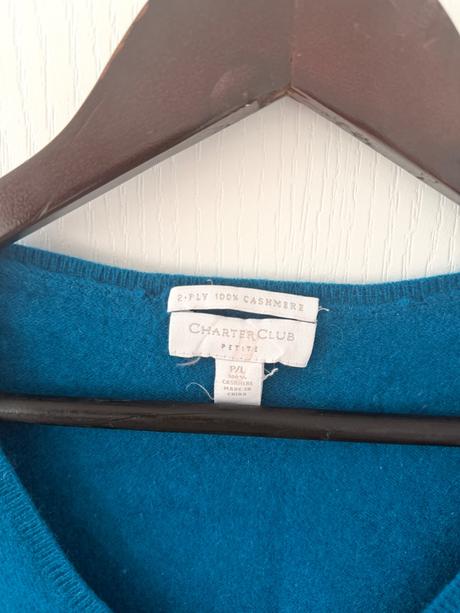 2-PLY 100% CASHMERE
CHARTER CLUB
PETITE
P/L
100%
CASHMERE
MADE IN
CHINA